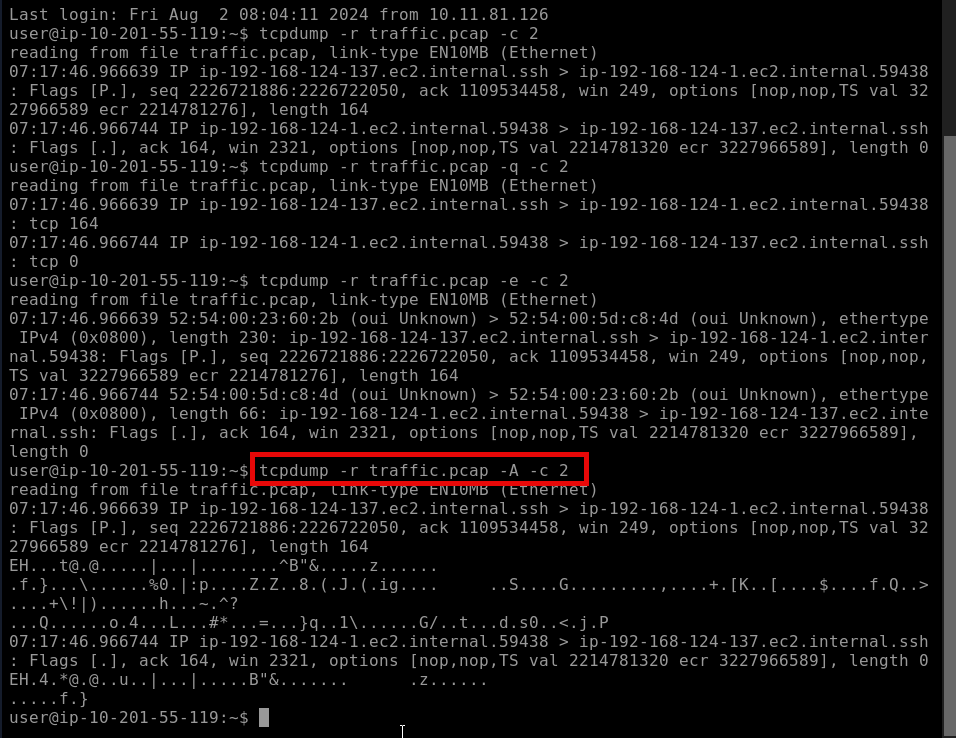 Last login: Fri Aug  2 08:04:11 2024 from 10.11.81.126
user@ip-10-201-55-119:~$ tcpdump -r traffic.pcap -c 2
reading from file traffic.pcap, link-type EN10MB (Ethernet)
07:17:46.966639 IP ip-192-168-124-137.ec2.internal.ssh > ip-192-168-124-1.ec2.internal.59438
: Flags [P.], seq 2226721886:2226722050, ack 1109534458, win 249, options [nop,nop,TS val 32
27966589 ecr 2214781276], length 164
07:17:46.966744 IP ip-192-168-124-1.ec2.internal.59438 > ip-192-168-124-137.ec2.internal.ssh
: Flags [.], ack 164, win 2321, options [nop,nop,TS val 2214781320 ecr 3227966589], length 0
user@ip-10-201-55-119:~$ tcpdump -r traffic.pcap -q -c 2
reading from file traffic.pcap, link-type EN10MB (Ethernet)
07:17:46.966639 IP ip-192-168-124-137.ec2.internal.ssh > ip-192-168-124-1.ec2.internal.59438
: tcp 164
07:17:46.966744 IP ip-192-168-124-1.ec2.internal.59438 > ip-192-168-124-137.ec2.internal.ssh
: tcp 0
user@ip-10-201-55-119:~$ tcpdump -r traffic.pcap -e -c 2
reading from file traffic.pcap, link-type EN10MB (Ethernet)
07:17:46.966639 52:54:00:23:60:2b (oui Unknown) > 52:54:00:5d:c8:4d (oui Unknown), ethertype
 IPv4 (0x0800), length 230: ip-192-168-124-137.ec2.internal.ssh > ip-192-168-124-1.ec2.inter
nal.59438: Flags [P.], seq 2226721886:2226722050, ack 1109534458, win 249, options [nop,nop,
TS val 3227966589 ecr 2214781276], length 164
07:17:46.966744 52:54:00:5d:c8:4d (oui Unknown) > 52:54:00:23:60:2b (oui Unknown), ethertype
 IPv4 (0x0800), length 66: ip-192-168-124-1.ec2.internal.59438 > ip-192-168-124-137.ec2.inte
rnal.ssh: Flags [.], ack 164, win 2321, options [nop,nop,TS val 2214781320 ecr 3227966589],
length 0
user@ip-10-201-55-119:~$ tcpdump -r traffic.pcap -A -c 2
reading from file traffic.pcap, link-type EN10MB (Ethernet)
07:17:46.966639 IP ip-192-168-124-137.ec2.internal.ssh > ip-192-168-124-1.ec2.internal.59438
: Flags [P.], seq 2226721886:2226722050, ack 1109534458, win 249, options [nop,nop,TS val 32
27966589 ecr 2214781276], length 164
EH...t@.@.....|...|........^B"&.....z......
.f.}...\......%0.|:p....Z.Z..8.(.J.(.ig....     ..S....G.........,....+.[K..[....$....f.Q..>
....+\!|)......h...~.^?
...Q......o.4...L...#*...=...}q..1\......G/..t...d.s0..<.j.P
07:17:46.966744 IP ip-192-168-124-1.ec2.internal.59438 > ip-192-168-124-137.ec2.internal.ssh
: Flags [.], ack 164, win 2321, options [nop,nop,TS val 2214781320 ecr 3227966589], length 0
EH.4.*@.@..u..|...|.....B"&.......      .z......
.....f.}
user@ip-10-201-55-119:~$